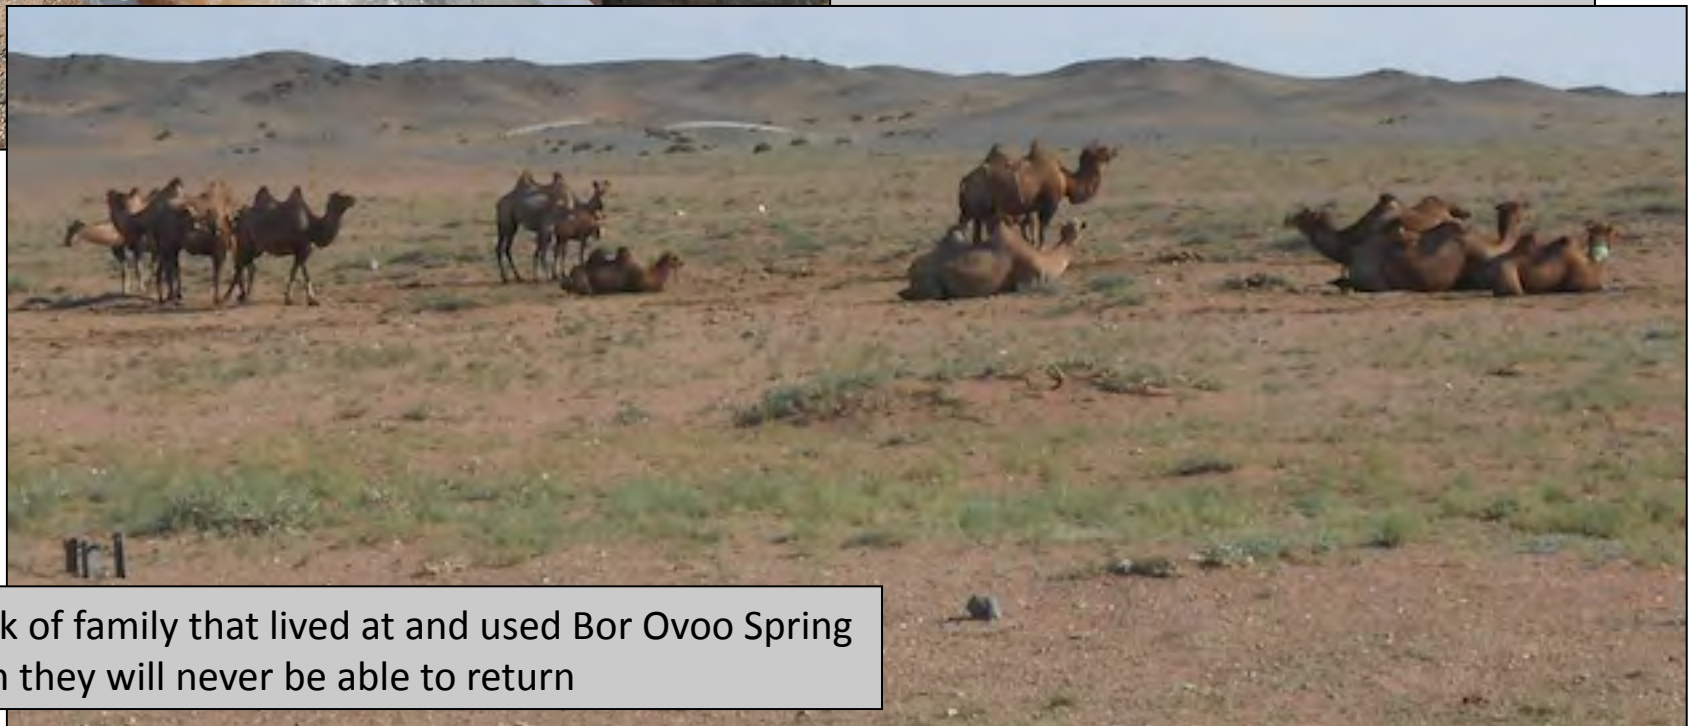 k of family that lived at and used Bor Ovoo Spring
they will never be able to return